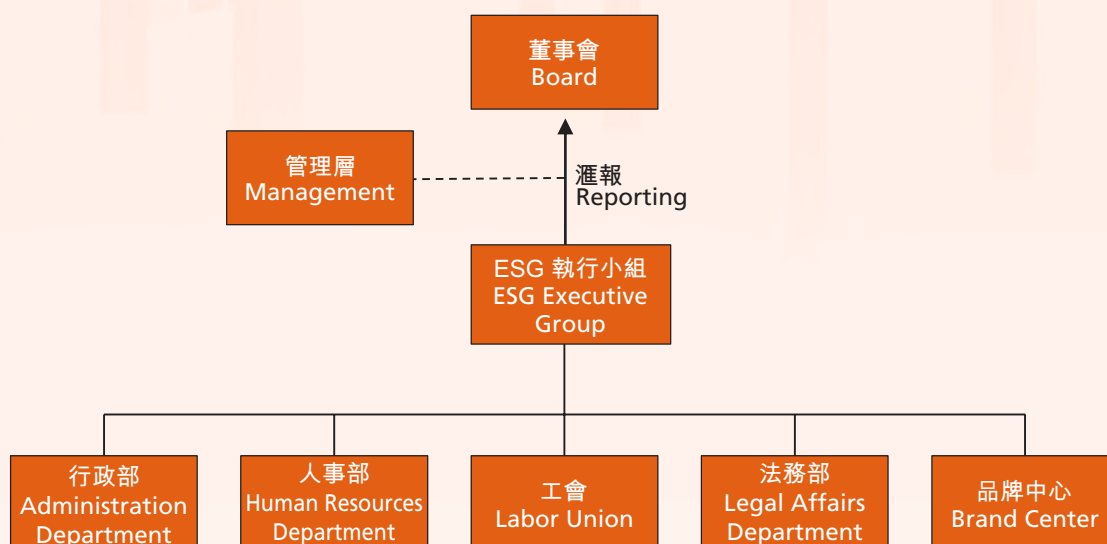 董事會
Board
管理層
Management
滙報
Reporting
ESG 執行小組
ESG Executive
Group
行政部
Administration
Department
人事部
Human Resources
Department
工會
Labor Union
法務部
Legal Affairs
Department
品牌中心
Brand Center